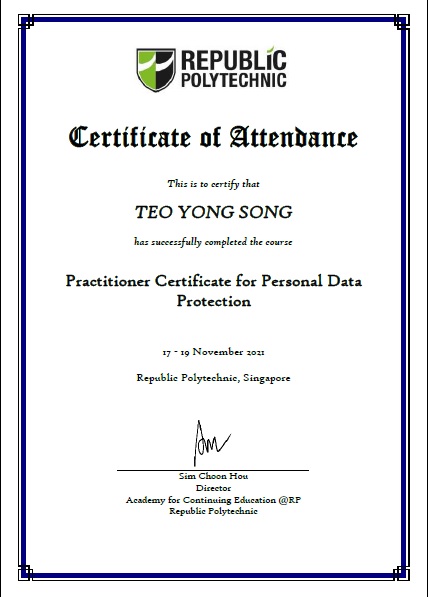 REPUBLIC
POLYTECHNIC
Certificate of Attendance
This is to certify that
TEO YONG SONG
has successfully completed the course
Practitioner Certificate for Personal Data
Protection
17 - 19 November 2021
Republic Polytechnic, Singapore
Sim Choon Hou
Director
Academy for Continuing Education @RP
Republic Polytechnic